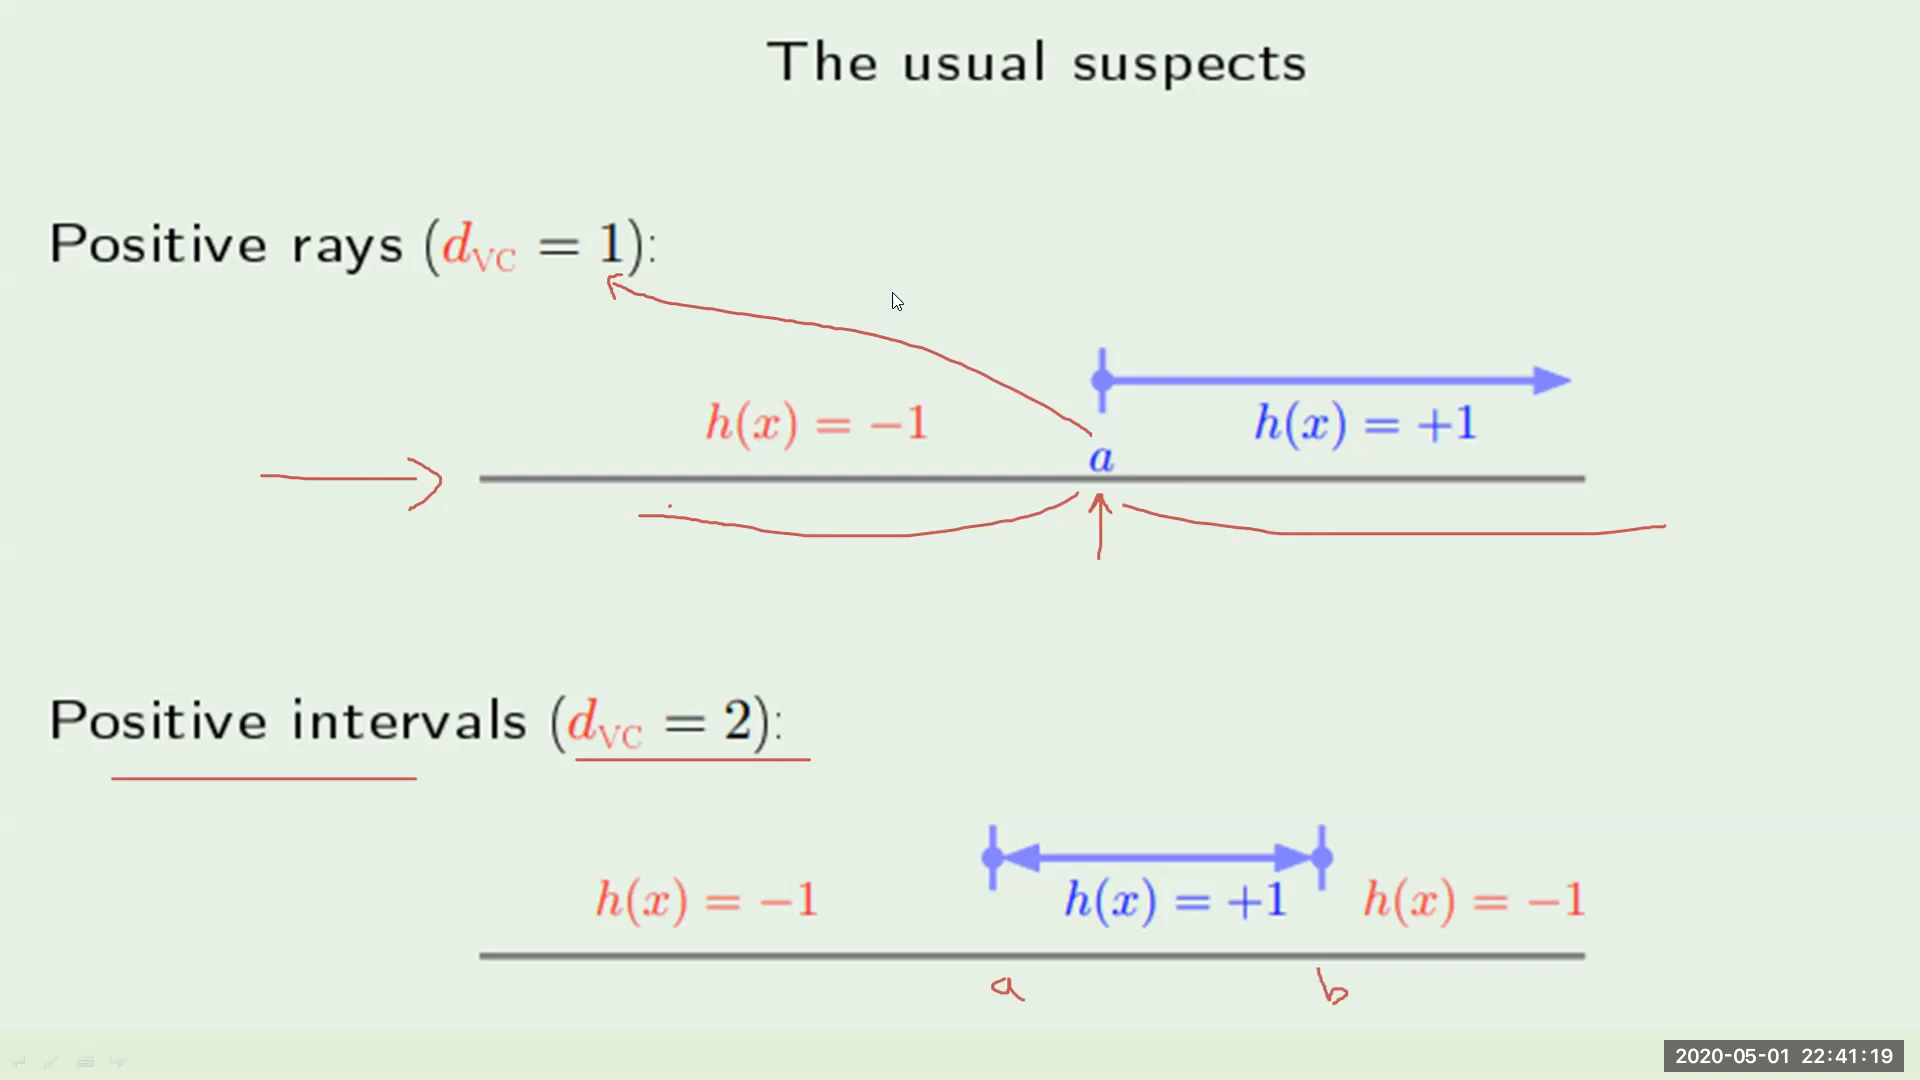 The usual suspects
Positive rays (d_VC = 1):
h(x) = −1
h(x) = +1
a
Positive intervals (d_VC = 2):
h(x) = −1
h(x) = +1
h(x) = −1
a
b
2020-05-01 22:41:19